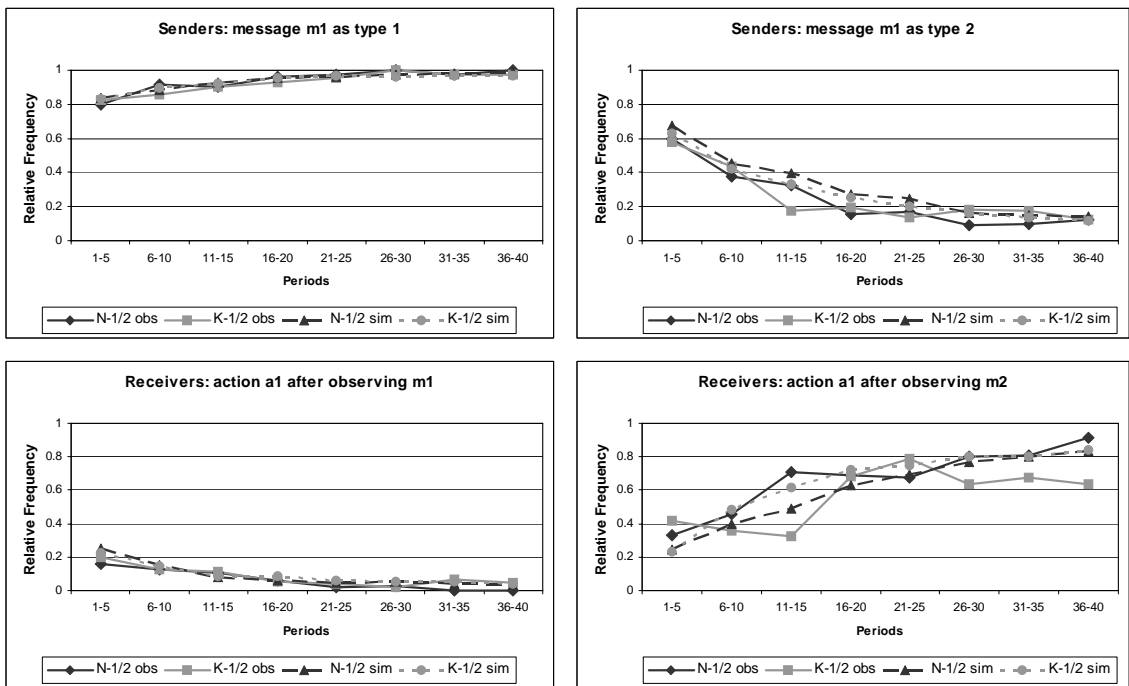 Senders: message m1 as type 1
Relative Frequency
1
0.8
0.6
0.4
0.2
0
1-5 6-10 11-15 16-20 21-25 26-30 31-35 36-40
Periods
N-1/2 obs K-1/2 obs N-1/2 sim K-1/2 sim
Senders: message m1 as type 2
Relative Frequency
1
0.8
0.6
0.4
0.2
0
1-5 6-10 11-15 16-20 21-25 26-30 31-35 36-40
Periods
N-1/2 obs K-1/2 obs N-1/2 sim K-1/2 sim
Receivers: action a1 after observing m1
Relative Frequency
1
0.8
0.6
0.4
0.2
0
1-5 6-10 11-15 16-20 21-25 26-30 31-35 36-40
Periods
N-1/2 obs K-1/2 obs N-1/2 sim K-1/2 sim
Receivers: action a1 after observing m2
Relative Frequency
1
0.8
0.6
0.4
0.2
0
1-5 6-10 11-15 16-20 21-25 26-30 31-35 36-40
Periods
N-1/2 obs K-1/2 obs N-1/2 sim K-1/2 sim